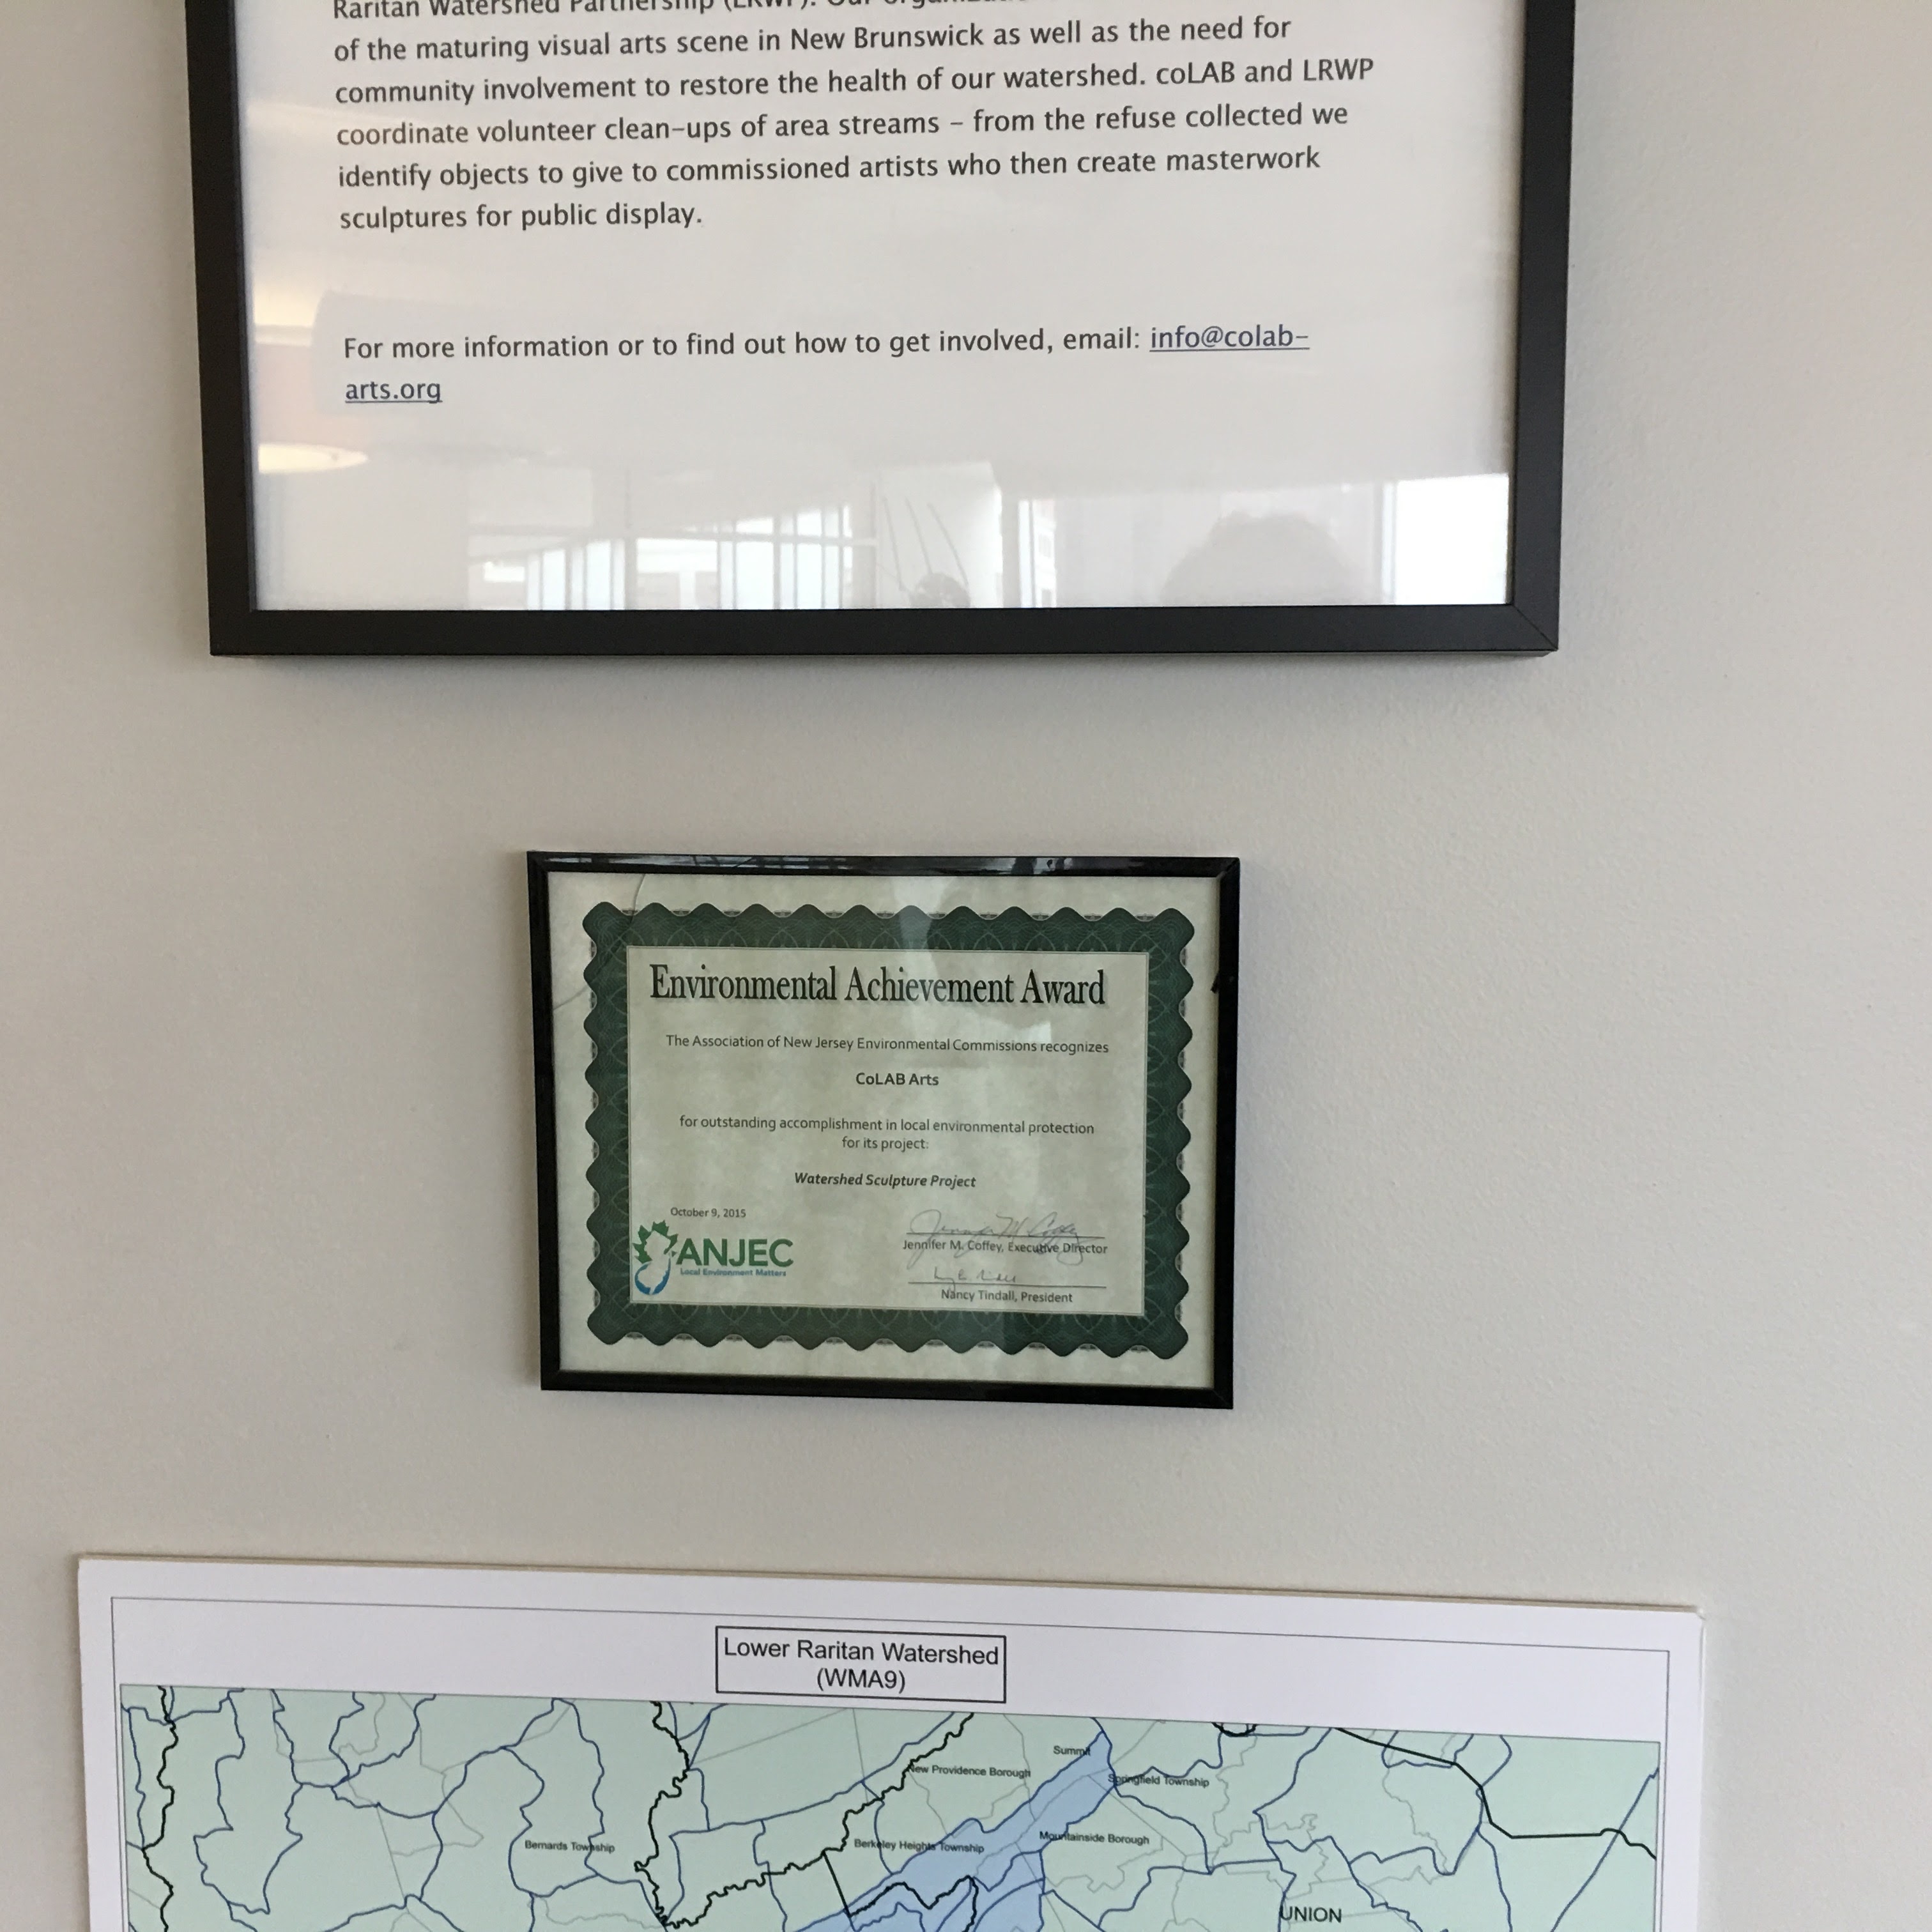 Raritan Watershed Partnership (LRWP). Our
of the maturing visual arts scene in New Brunswick as well as the need for
community involvement to restore the health of our watershed. coLAB and LRWP
coordinate volunteer clean-ups of area streams – from the refuse collected we
identify objects to give to commissioned artists who then create masterwork
sculptures for public display.
For more information or to find out how to get involved, email: info@colab-
arts.org
Environmental Achievement Award
The Association of New Jersey Environmental Commissions recognizes
CoLAB Arts
for outstanding accomplishment in local environmental protection
for its project:
Watershed Sculpture Project
October 9, 2015
ANJEC
Local Environment Matters
Jennifer M. Coffey, Executive Director
Nancy Tindall, President
Lower Raritan Watershed
(WMA9)
Summit
New Providence Borough
Springfield Township
Mountainside Borough
Berkeley Heights Township
Bernards Township
UNION